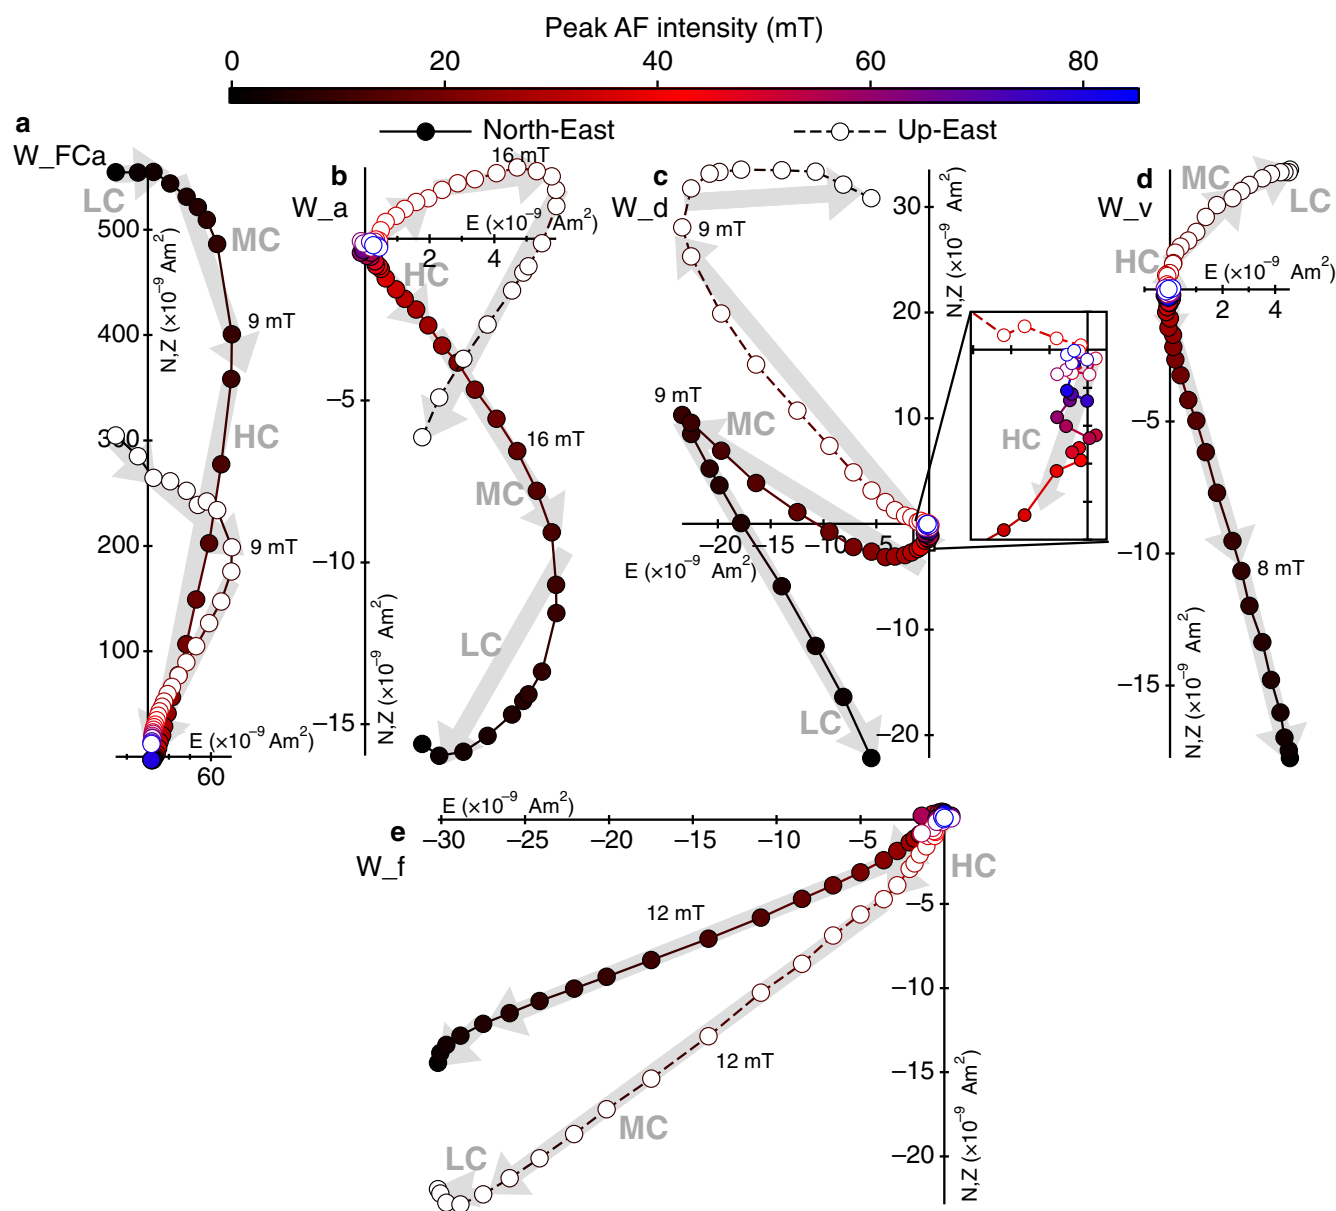 Peak AF intensity (mT)
0 20 40 60 80
North-East Up-East
a
W_FCa
LC
MC
HC
500
400
300
200
100
N,Z (×10⁻⁹ Am²)
9 mT
9 mT
E (×10⁻⁹ Am²)
60
b
W_a
16 mT
E (×10⁻⁹ Am²)
2 4
HC
−5
16 mT
MC
−10
LC
−15
N,Z (×10⁻⁹ Am²)
c
W_d
9 mT
30
20
10
N,Z (×10⁻⁹ Am²)
9 mT
MC
HC
−20 −15 −10 −5
E (×10⁻⁹ Am²)
−10
LC
−20
d
W_v
MC
LC
HC
E (×10⁻⁹ Am²)
2 4
−5
−10
8 mT
−15
N,Z (×10⁻⁹ Am²)
e
W_f
E (×10⁻⁹ Am²)
−30 −25 −20 −15 −10 −5
HC
−5
12 mT
−10
12 mT
−15
MC
LC
−20
N,Z (×10⁻⁹ Am²)